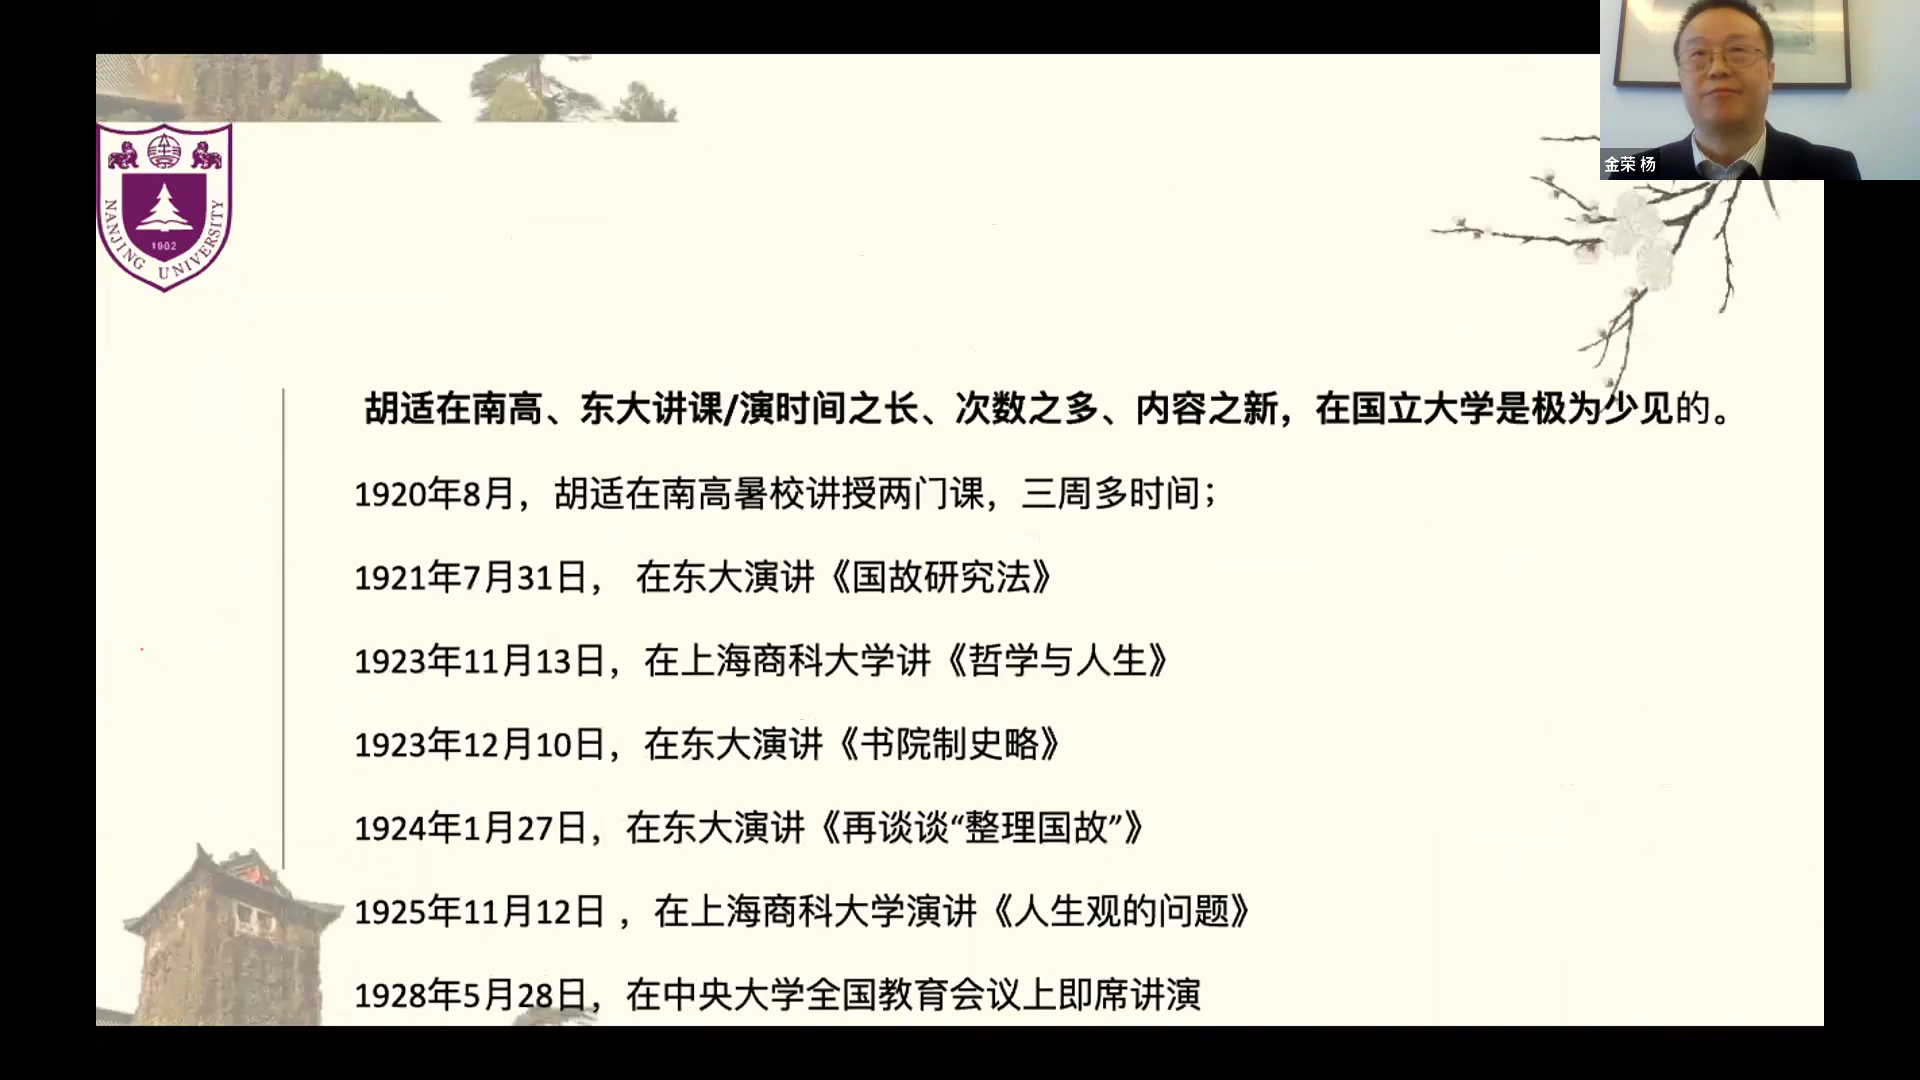 金荣 杨
NANJING UNIVERSITY
1902
胡适在南高、东大讲课/演时间之长、次数之多、内容之新，在国立大学是极为少见的。
1920年8月，胡适在南高暑校讲授两门课，三周多时间；
1921年7月31日， 在东大演讲《国故研究法》
1923年11月13日，在上海商科大学讲《哲学与人生》
1923年12月10日，在东大演讲《书院制史略》
1924年1月27日，在东大演讲《再谈谈“整理国故”》
1925年11月12日 ，在上海商科大学演讲《人生观的问题》
1928年5月28日，在中央大学全国教育会议上即席讲演